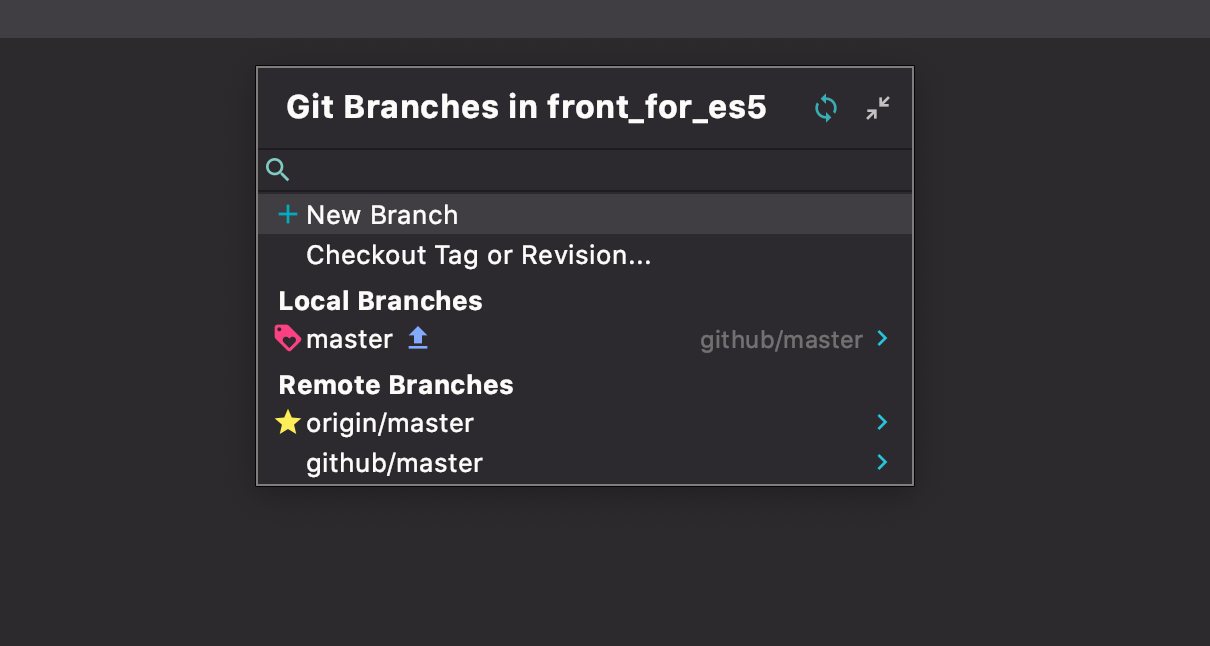 Git Branches in front_for_es5
New Branch
Checkout Tag or Revision...
Local Branches
master github/master
Remote Branches
origin/master
github/master